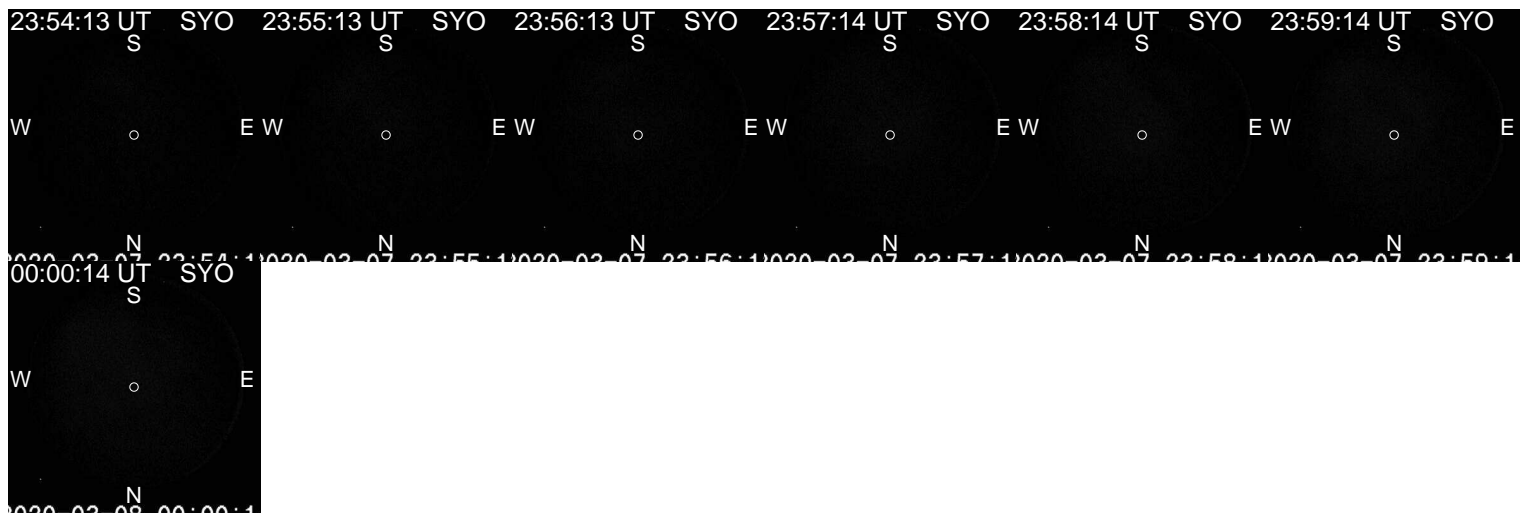 23:54:13 UT SYO
S
W E
N
23:55:13 UT SYO
S
W E
N
23:56:13 UT SYO
S
W E
N
23:57:14 UT SYO
S
W E
N
23:58:14 UT SYO
S
W E
N
23:59:14 UT SYO
S
W E
N
00:00:14 UT SYO
S
W E
N